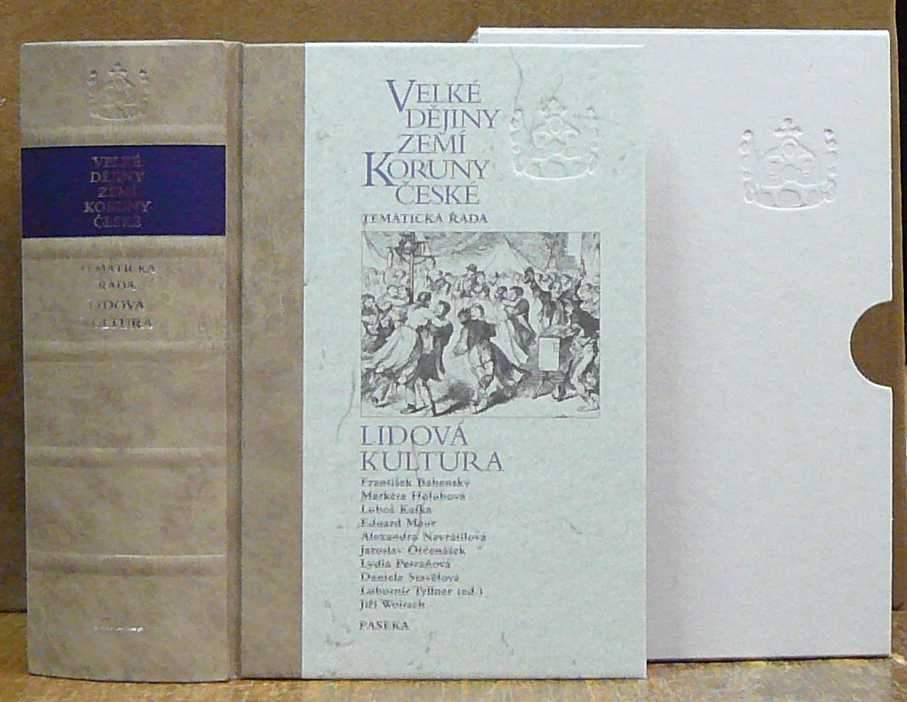 VELKÉ
DĚJINY
ZEMÍ
KORUNY
ČESKÉ
TEMATICKÁ
ŘADA
LIDOVÁ
KULTURA
VELKÉ
DĚJINY
ZEMÍ
KORUNY
ČESKÉ
TEMATICKÁ ŘADA
LIDOVÁ
KULTURA
František Bahenský
Markéta Holubová
Luboš Kafka
Eduard Maur
Alexandra Navrátilová
Jaroslav Otčenášek
Lydia Petráňová
Daniela Stavělová
Lubomír Tyllner (ed.)
Jiří Woitsch
PASEKA